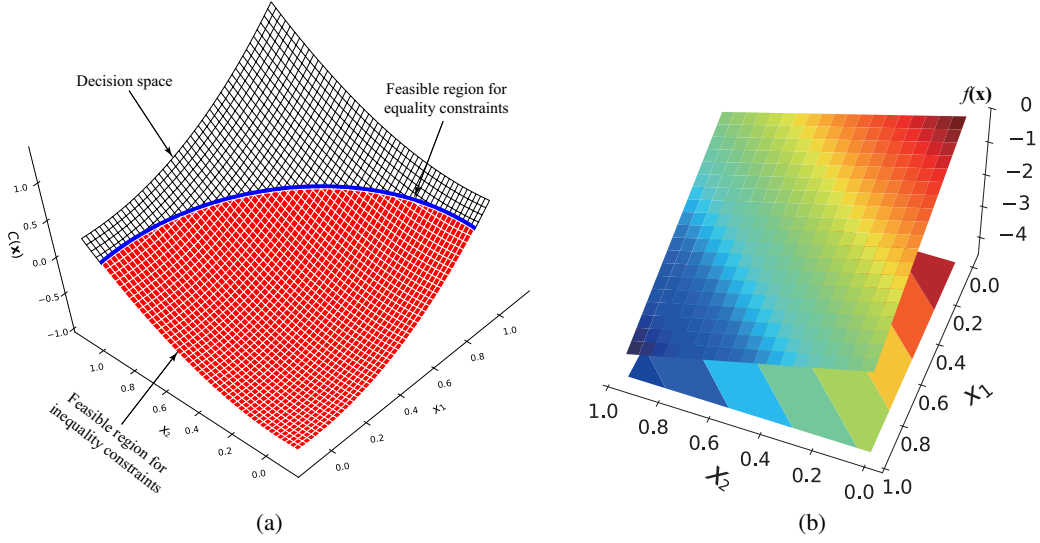 Decision space
Feasible region for
equality constraints
1.0
0.5
0.0
−0.5
−1.0
C(x)
1.0
0.8
0.6
0.4
0.2
0.0
X₂
0.0
0.2
0.4
0.6
0.8
1.0
X₁
Feasible region for
inequality constraints
(a)
f(x)
0
−1
−2
−3
−4
0.0
0.2
0.4
0.6
0.8
1.0
X1
1.0
0.8
0.6
0.4
0.2
0.0
X₂
(b)